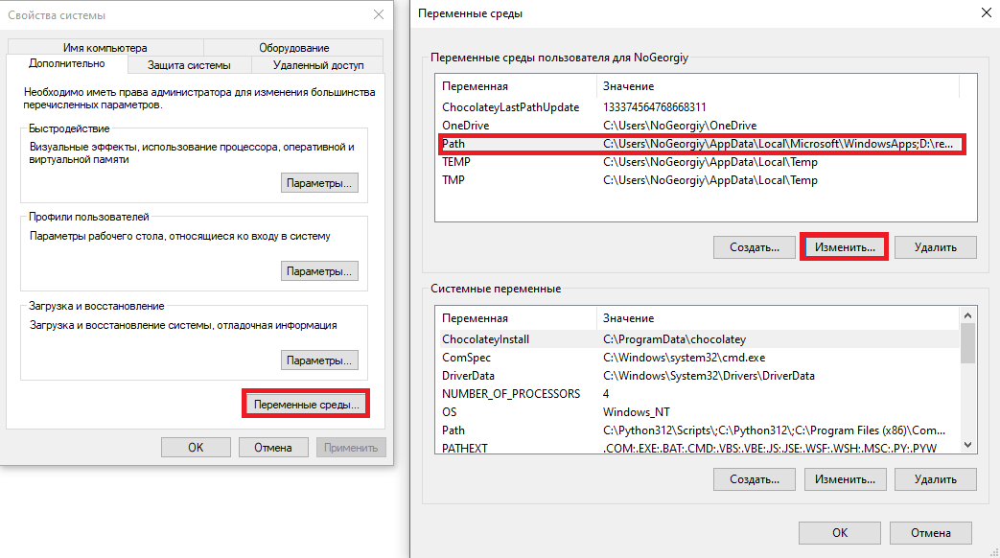 Свойства системы
Имя компьютера
Оборудование
Дополнительно
Защита системы
Удаленный доступ
Необходимо иметь права администратора для изменения большинства
перечисленных параметров.
Быстродействие
Визуальные эффекты, использование процессора, оперативной и
виртуальной памяти
Параметры...
Профили пользователей
Параметры рабочего стола, относящиеся ко входу в систему
Параметры...
Загрузка и восстановление
Загрузка и восстановление системы, отладочная информация
Параметры...
Переменные среды...
OK
Отмена
Применить
Переменные среды
Переменные среды пользователя для NoGeorgiy
Переменная Значение
ChocolateyLastPathUpdate 133374564768668311
OneDrive C:\Users\NoGeorgiy\OneDrive
Path C:\Users\NoGeorgiy\AppData\Local\Microsoft\WindowsApps;D:\re...
TEMP C:\Users\NoGeorgiy\AppData\Local\Temp
TMP C:\Users\NoGeorgiy\AppData\Local\Temp
Создать... Изменить... Удалить
Системные переменные
Переменная Значение
ChocolateyInstall C:\ProgramData\chocolatey
ComSpec C:\Windows\system32\cmd.exe
DriverData C:\Windows\System32\Drivers\DriverData
NUMBER_OF_PROCESSORS 4
OS Windows_NT
Path C:\Python312\Scripts\;C:\Python312\;C:\Program Files (x86)\Com...
PATHEXT .COM;.EXE;.BAT;.CMD;.VBS;.VBE;.JS;.JSE;.WSF;.WSH;.MSC;.PY;.PYW
Создать... Изменить... Удалить
OK Отмена